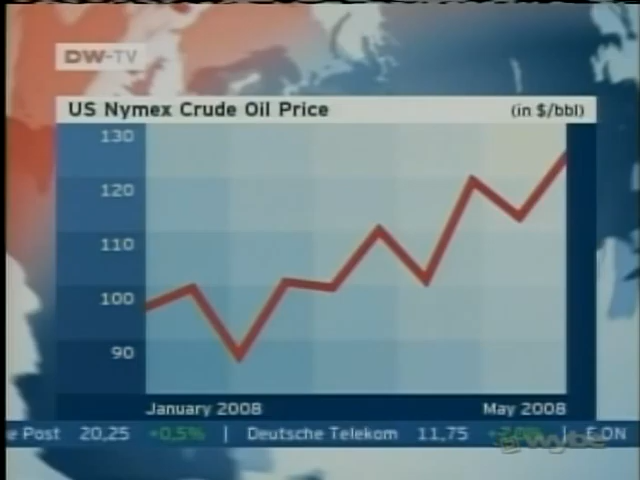 DW-TV
US Nymex Crude Oil Price (in $/bbl)
130
120
110
100
90
January 2008 May 2008
e Post 20,25 +0,5% | Deutsche Telekom 11,75 | E.ON
wybe